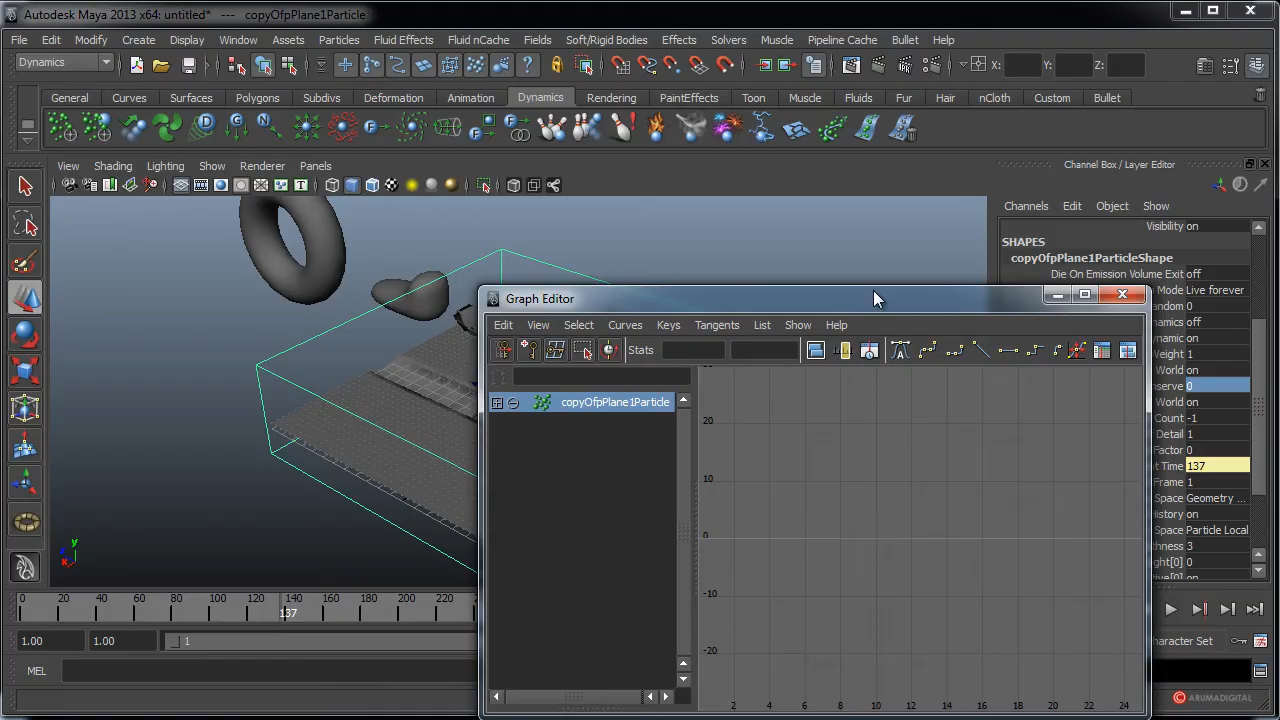 Autodesk Maya 2013 x64: untitled* --- copyOfpPlane1Particle
File Edit Modify Create Display Window Assets Particles Fluid Effects Fluid nCache Fields Soft/Rigid Bodies Effects Solvers Muscle Pipeline Cache Bullet Help
Dynamics X: Y: Z:
General Curves Surfaces Polygons Subdivs Deformation Animation Dynamics Rendering PaintEffects Toon Muscle Fluids Fur Hair nCloth Custom Bullet
View Shading Lighting Show Renderer Panels
Channel Box / Layer Editor
Channels Edit Object Show
Visibility on
SHAPES
copyOfpPlane1ParticleShape
Die On Emission Volume Exit off
Mode Live forever
andom 0
namics off
namic on
Weight 1
World on
nserve 0
World on
Count -1
Detail 1
Factor 0
t Time 137
Frame 1
Space Geometry ...
History on
Space Particle Local
hness 3
ight[0] 0
Graph Editor
Edit View Select Curves Keys Tangents List Show Help
Stats
copyOfpPlane1Particle
20
10
0
-10
-20
2 4 6 8 10 12 14 16 18 20 22 24
y
z
x
0 20 40 60 80 100 120 140 160 180 200 220
137
1.00 1.00 1
aracter Set
MEL
ARUMADIGITAL